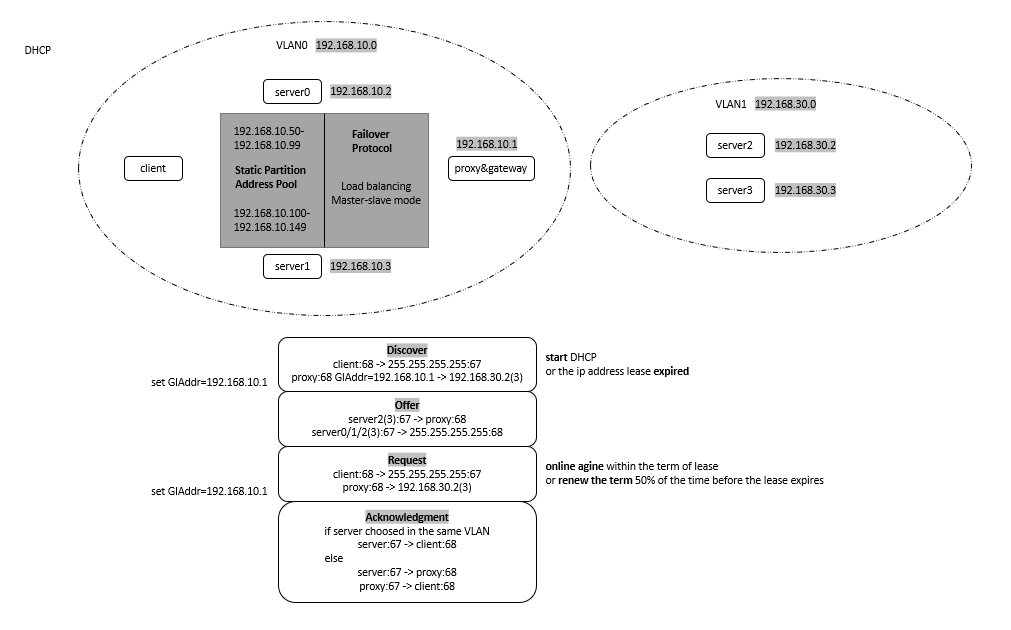 DHCP
VLAN0 192.168.10.0
server0 192.168.10.2
192.168.10.50-
192.168.10.99
Static Partition
Address Pool
192.168.10.100-
192.168.10.149
Failover
Protocol
Load balancing
Master-slave mode
client
192.168.10.1
proxy&gateway
server1 192.168.10.3
VLAN1 192.168.30.0
server2 192.168.30.2
server3 192.168.30.3
Discover
client:68 -> 255.255.255.255:67
proxy:68 GIAddr=192.168.10.1 -> 192.168.30.2(3)
set GIAddr=192.168.10.1
start DHCP
or the ip address lease expired
Offer
server2(3):67 -> proxy:68
server0/1/2(3):67 -> 255.255.255.255:68
Request
client:68 -> 255.255.255.255:67
proxy:68 -> 192.168.30.2(3)
set GIAddr=192.168.10.1
online agine within the term of lease
or renew the term 50% of the time before the lease expires
Acknowledgment
if server choosed in the same VLAN
server:67 -> client:68
else
server:67 -> proxy:68
proxy:67 -> client:68